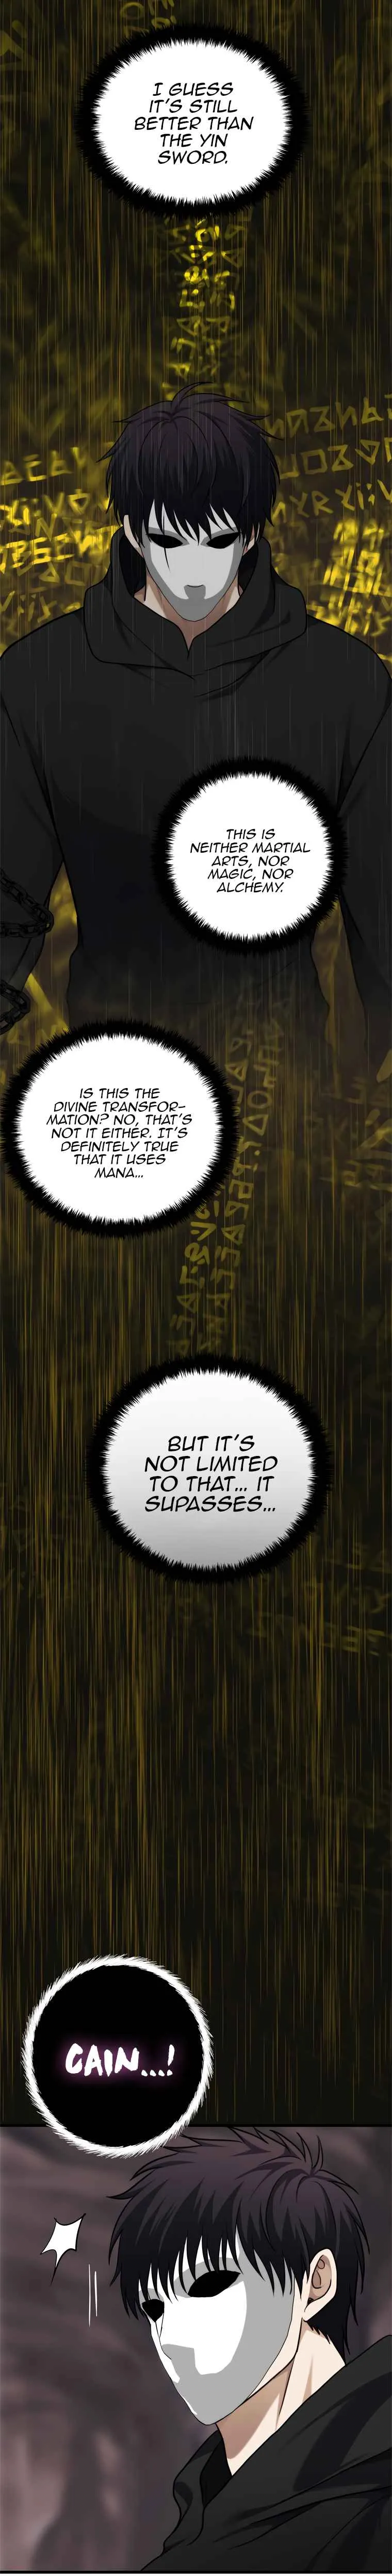 I GUESS
IT'S STILL
BETTER THAN
THE YIN
SWORD.
THIS IS
NEITHER MARTIAL
ARTS, NOR
MAGIC, NOR
ALCHEMY.
IS THIS THE
DIVINE TRANSFOR-
MATION? NO, THAT'S
NOT IT EITHER. IT'S
DEFINITELY TRUE
THAT IT USES
MANA...
BUT IT'S
NOT LIMITED
TO THAT... IT
SUPASSES...
CAIN...!